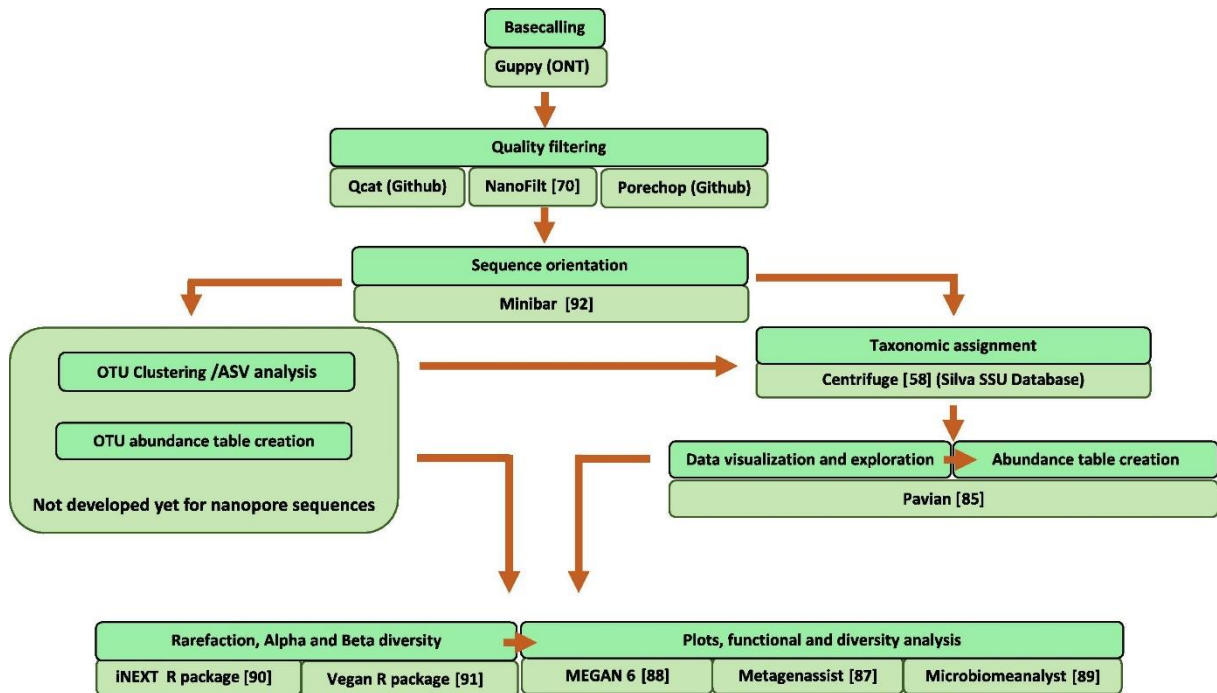 Basecalling
Guppy (ONT)
Quality filtering
Qcat (Github)
NanoFilt [70]
Porechop (Github)
Sequence orientation
Minibar [92]
OTU Clustering /ASV analysis
OTU abundance table creation
Not developed yet for nanopore sequences
Taxonomic assignment
Centrifuge [58] (Silva SSU Database)
Data visualization and exploration
Abundance table creation
Pavian [85]
Rarefaction, Alpha and Beta diversity
iNEXT R package [90]
Vegan R package [91]
Plots, functional and diversity analysis
MEGAN 6 [88]
Metagenassist [87]
Microbiomeanalyst [89]